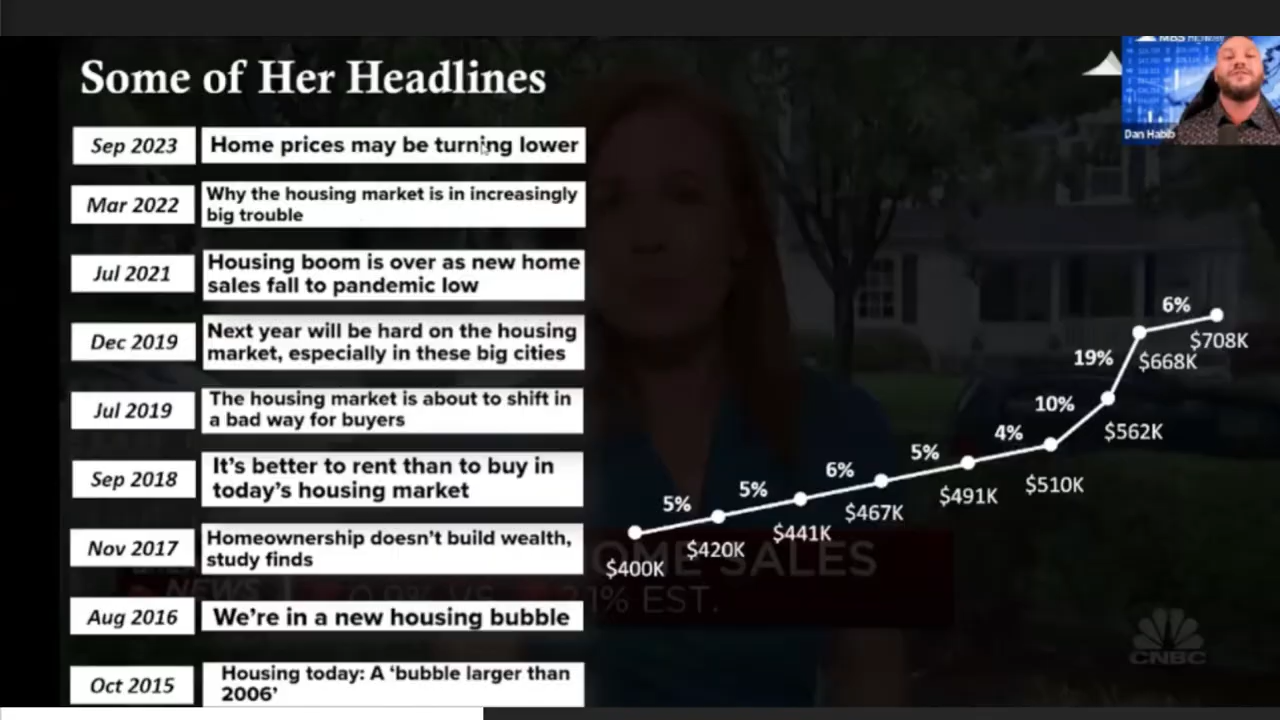 Some of Her Headlines
Sep 2023
Home prices may be turning lower
Mar 2022
Why the housing market is in increasingly
big trouble
Jul 2021
Housing boom is over as new home
sales fall to pandemic low
Dec 2019
Next year will be hard on the housing
market, especially in these big cities
Jul 2019
The housing market is about to shift in
a bad way for buyers
Sep 2018
It’s better to rent than to buy in
today’s housing market
Nov 2017
Homeownership doesn’t build wealth,
study finds
Aug 2016
We’re in a new housing bubble
Oct 2015
Housing today: A ‘bubble larger than
2006’
5%
5%
6%
5%
4%
10%
19%
6%
$400K
$420K
$441K
$467K
$491K
$510K
$562K
$668K
$708K
NEWS
SALES
EST.
CNBC
MBS
Dan Habib